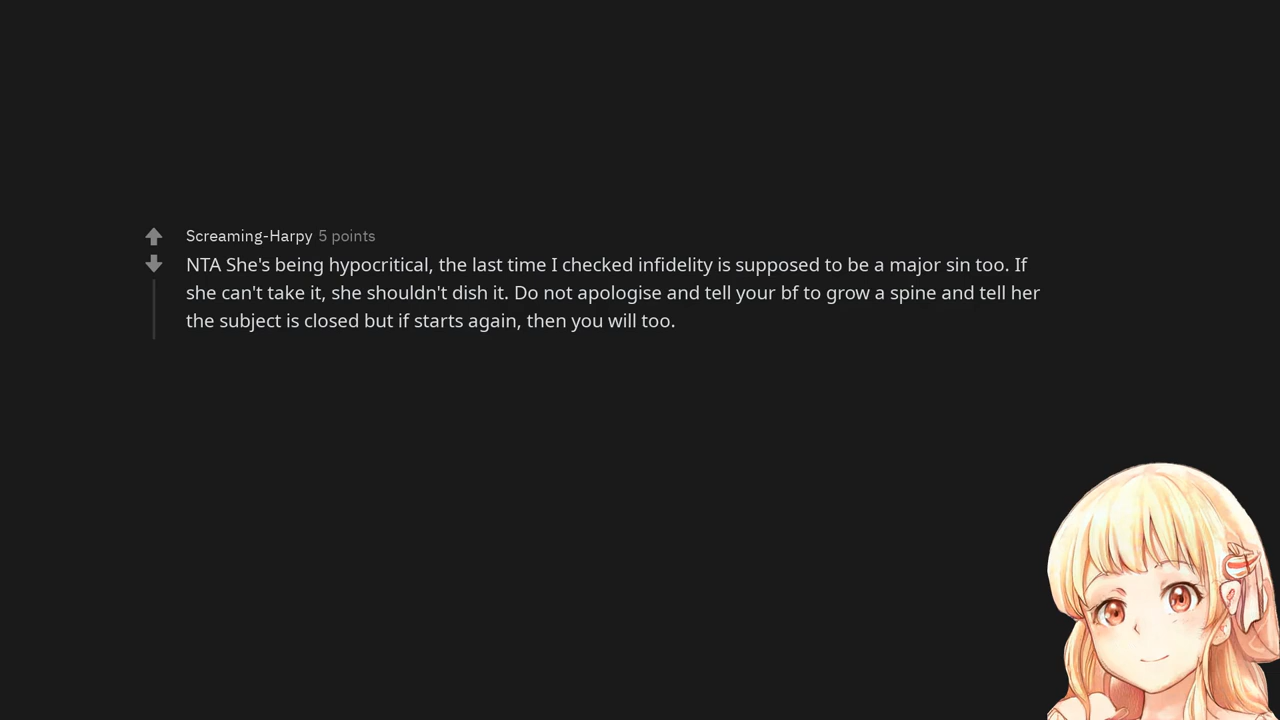 Screaming-Harpy 5 points
NTA She's being hypocritical, the last time I checked infidelity is supposed to be a major sin too. If
she can't take it, she shouldn't dish it. Do not apologise and tell your bf to grow a spine and tell her
the subject is closed but if starts again, then you will too.